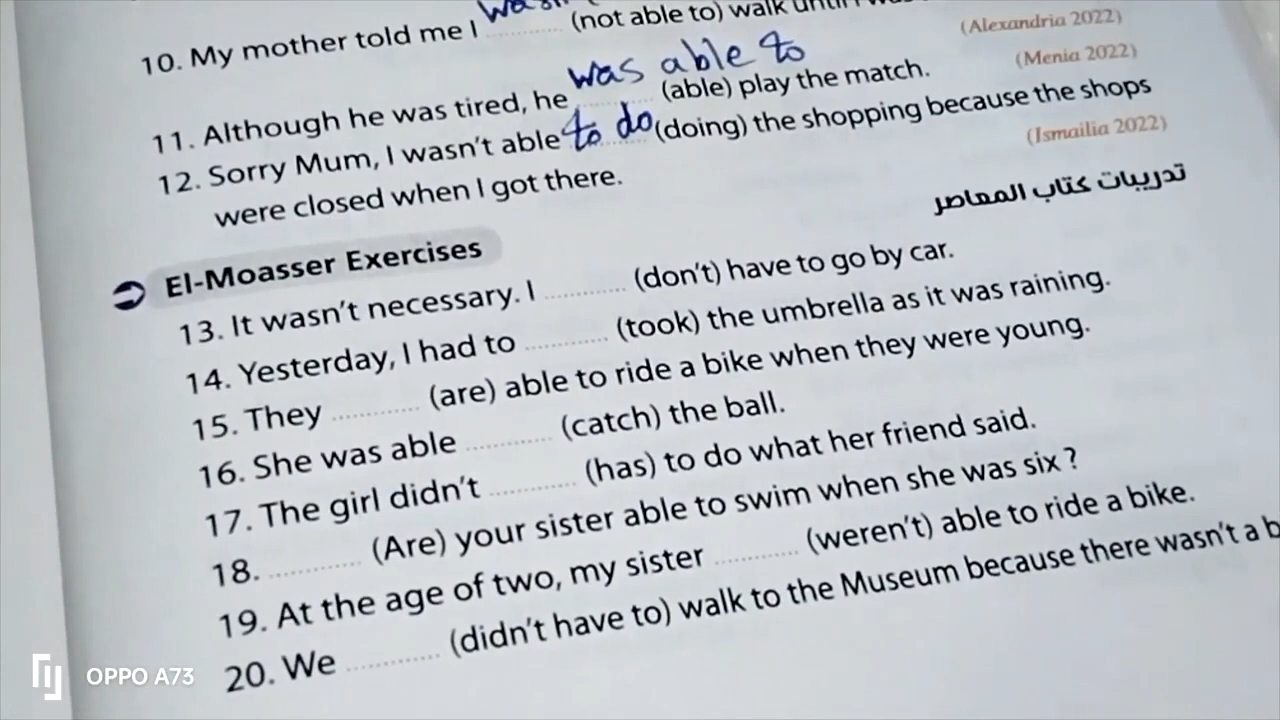 10. My mother told me I ............ (not able to) walk until
(Alexandria 2022)
was able to
11. Although he was tired, he ............ (able) play the match.
(Menia 2022)
12. Sorry Mum, I wasn't able to do (doing) the shopping because the shops
were closed when I got there.
(Ismailia 2022)
تدريبات كتاب المعاصر
El-Moasser Exercises
13. It wasn't necessary. I ............ (don't) have to go by car.
14. Yesterday, I had to ............ (took) the umbrella as it was raining.
15. They ............ (are) able to ride a bike when they were young.
16. She was able ............ (catch) the ball.
17. The girl didn't ............ (has) to do what her friend said.
18. ............ (Are) your sister able to swim when she was six ?
19. At the age of two, my sister ............ (weren't) able to ride a bike.
20. We ............ (didn't have to) walk to the Museum because there wasn't a b
OPPO A73